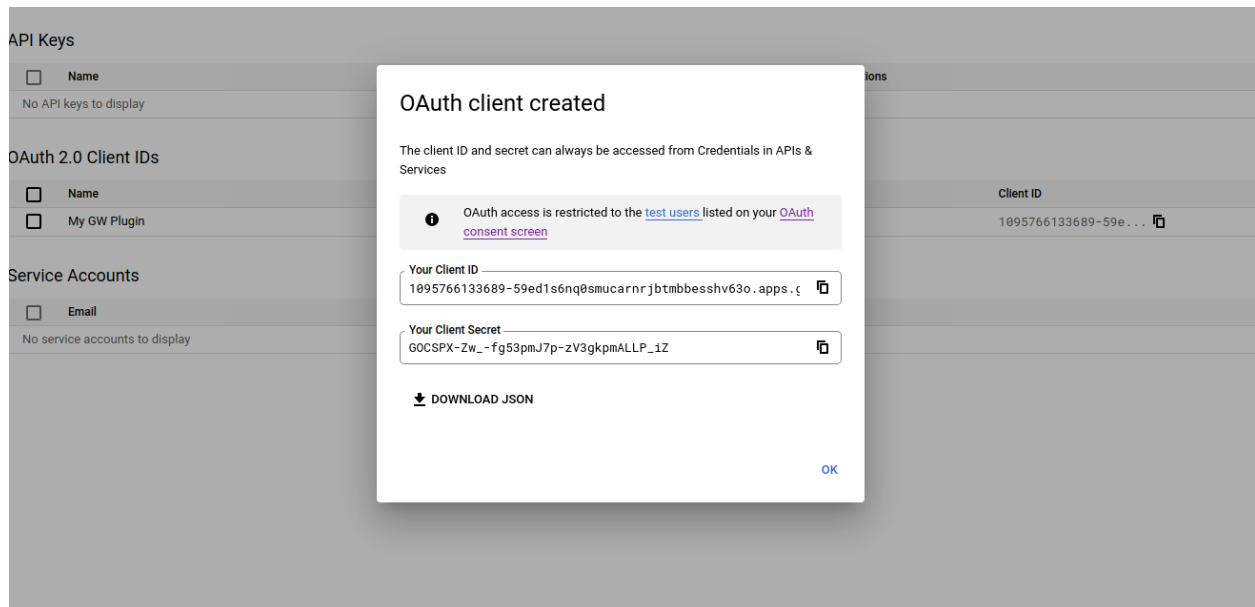 API Keys
Name
ions
No API keys to display
OAuth 2.0 Client IDs
Name
Client ID
My GW Plugin
1095766133689-59e...
Service Accounts
Email
No service accounts to display
OAuth client created
The client ID and secret can always be accessed from Credentials in APIs &
Services
OAuth access is restricted to the test users listed on your OAuth
consent screen
Your Client ID
1095766133689-59ed1s6nq0smucarnrjbtmbbesshv63o.apps.g
Your Client Secret
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
DOWNLOAD JSON
OK